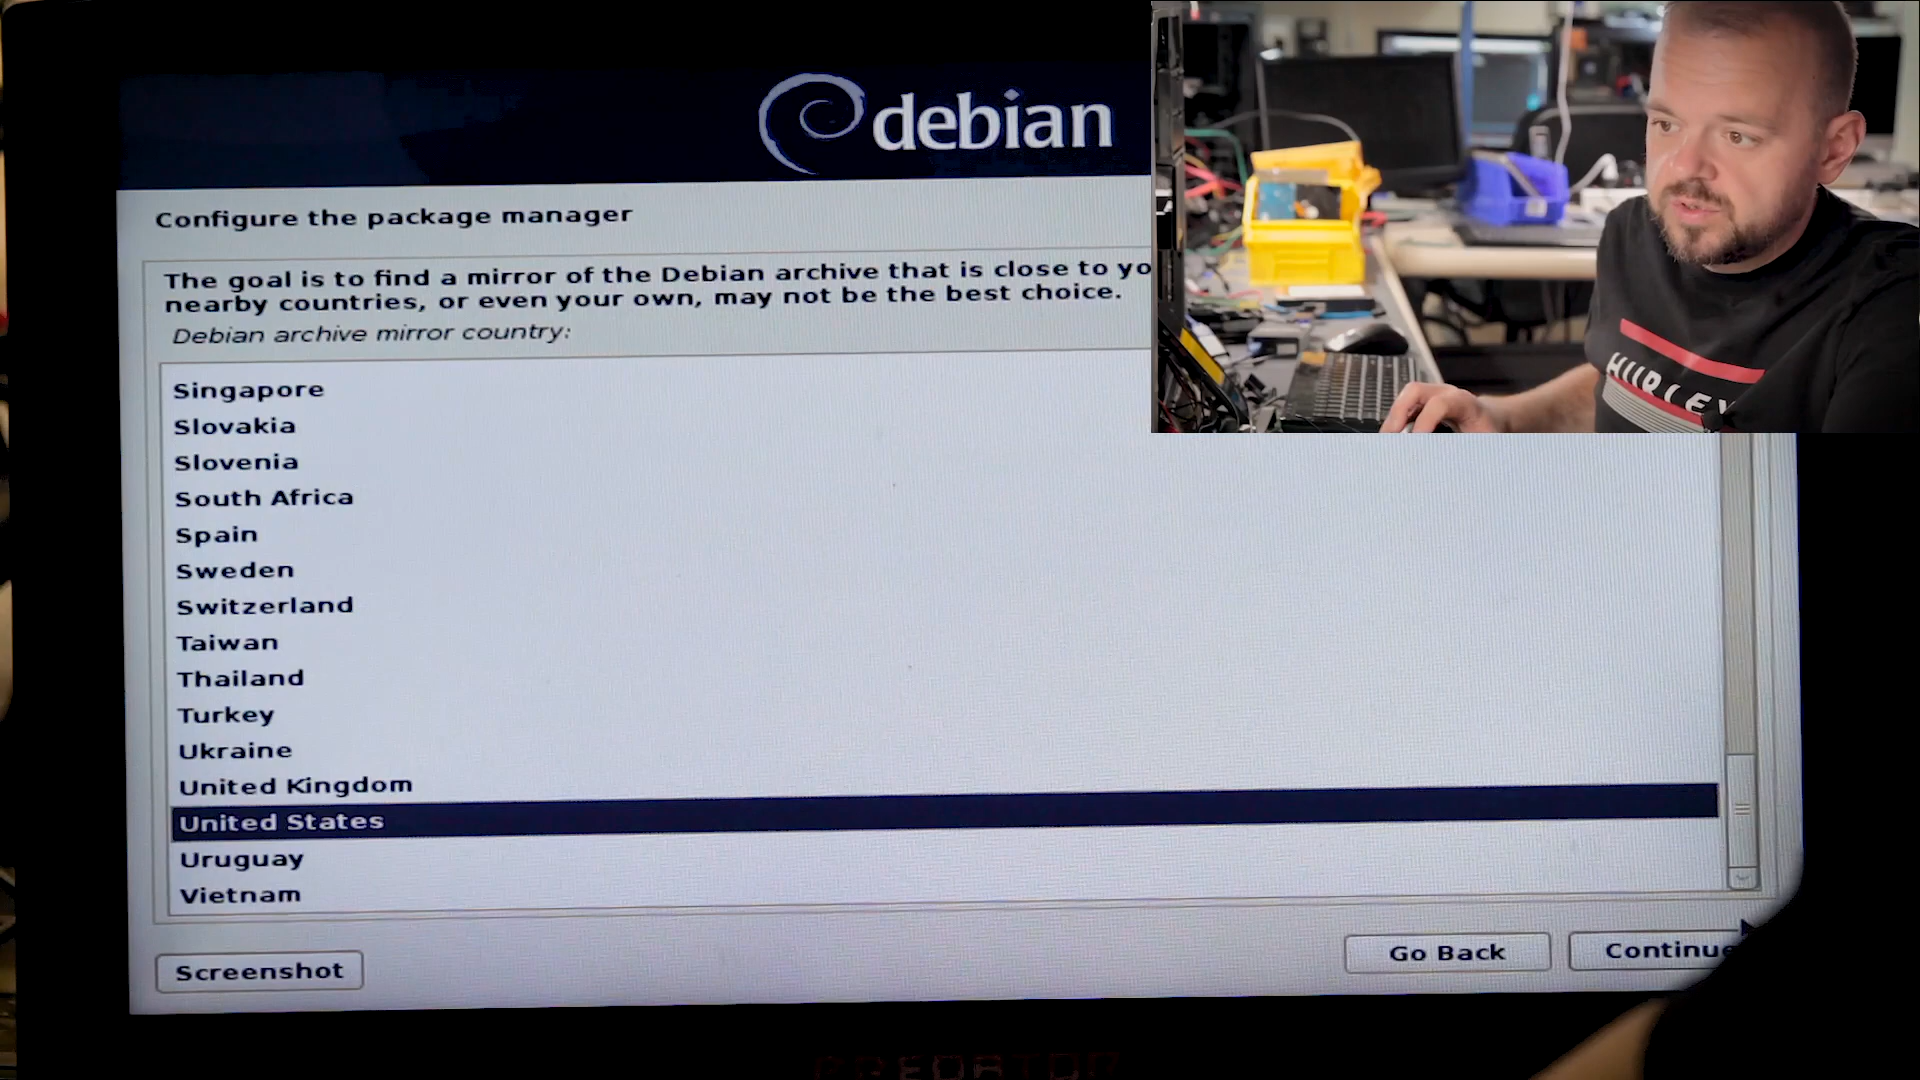 debian
Configure the package manager
The goal is to find a mirror of the Debian archive that is close to yo
nearby countries, or even your own, may not be the best choice.
Debian archive mirror country:
Singapore
Slovakia
Slovenia
South Africa
Spain
Sweden
Switzerland
Taiwan
Thailand
Turkey
Ukraine
United Kingdom
United States
Uruguay
Vietnam
Screenshot
Go Back
Continue
HURLEY
PREDATOR